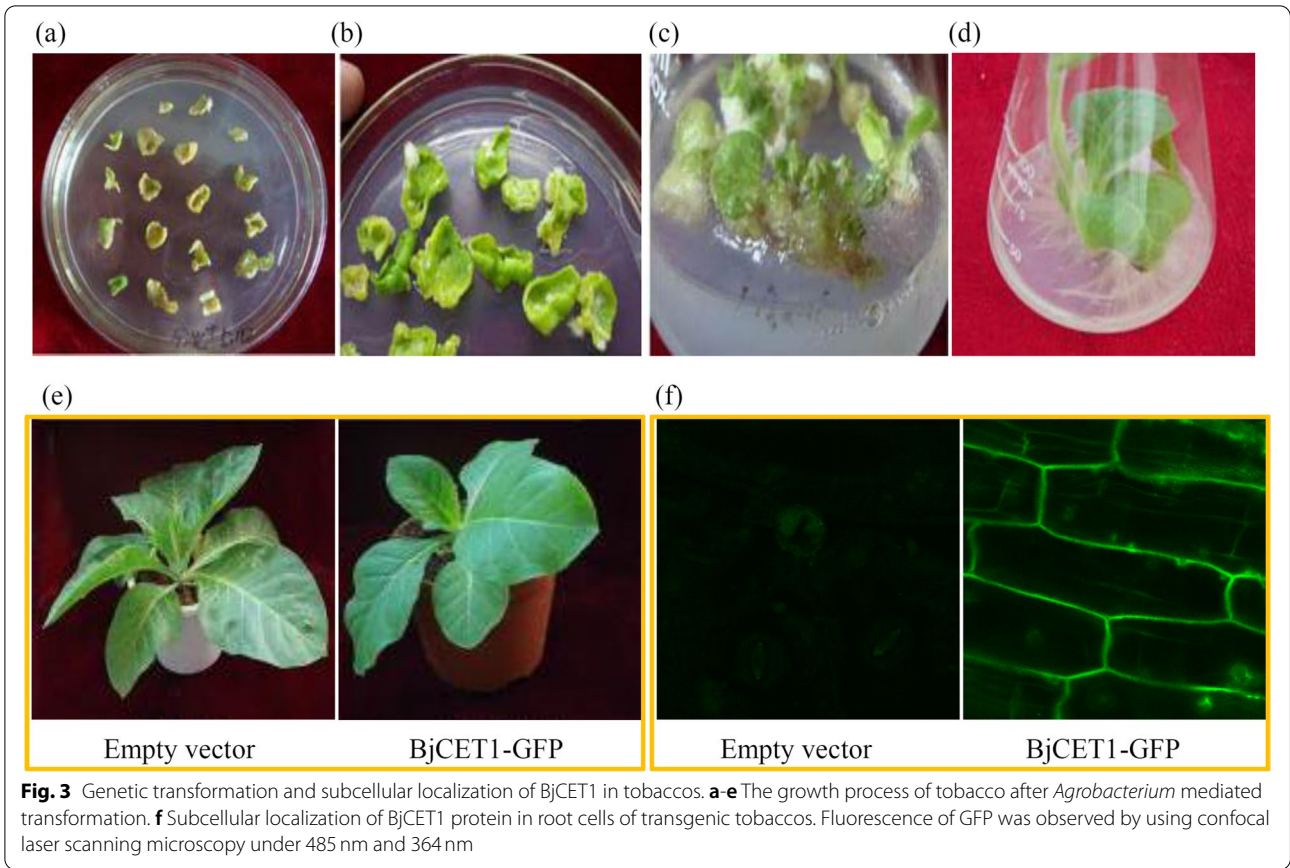 (a)
(b)
(c)
(d)
(e)
(f)
Empty vector
BjCET1-GFP
Empty vector
BjCET1-GFP
Fig. 3 Genetic transformation and subcellular localization of BjCET1 in tobaccos. a-e The growth process of tobacco after Agrobacterium mediated
transformation. f Subcellular localization of BjCET1 protein in root cells of transgenic tobaccos. Fluorescence of GFP was observed by using confocal
laser scanning microscopy under 485 nm and 364 nm